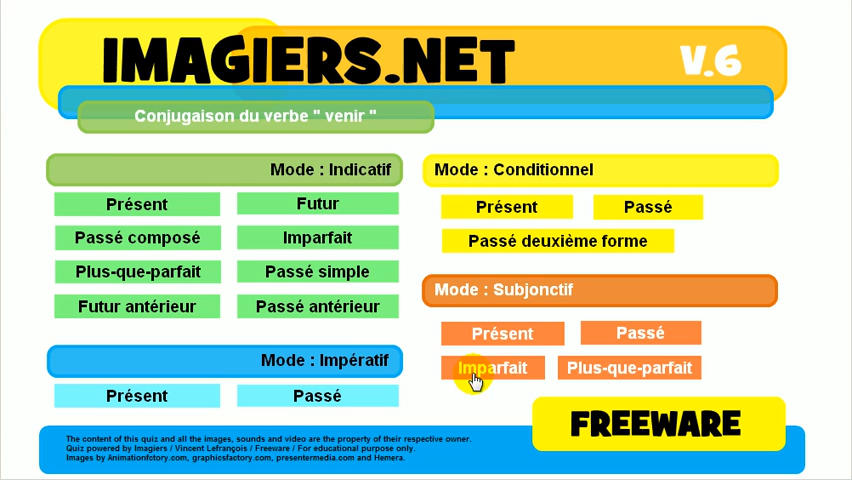 IMAGIERS.NET
V.6
Conjugaison du verbe " venir "
Mode : Indicatif
Présent
Futur
Passé composé
Imparfait
Plus-que-parfait
Passé simple
Futur antérieur
Passé antérieur
Mode : Impératif
Présent
Passé
Mode : Conditionnel
Présent
Passé
Passé deuxième forme
Mode : Subjonctif
Présent
Passé
Imparfait
Plus-que-parfait
FREEWARE
The content of this quiz and all the images, sounds and video are the property of their respective owner.
Quiz powered by Imagiers / Vincent Lefrançois / Freeware / For educational purpose only.
Images by Animationfctory.com, graphicsfactory.com, presentermedia.com and Hemera.